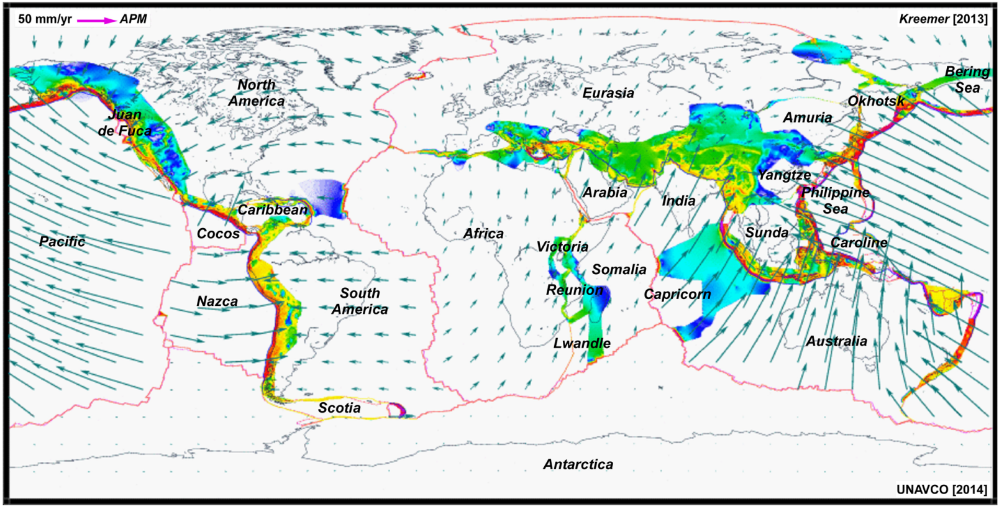 50 mm/yr APM
Kreemer [2013]
Bering
Sea
North
America
Eurasia
Okhotsk
Juan
de Fuca
Amuria
Yangtze
Arabia
India
Philippine
Sea
Caribbean
Cocos
Pacific
Africa
Victoria
Sunda
Caroline
Somalia
Reunion
Capricorn
Nazca
South
America
Lwandle
Australia
Scotia
Antarctica
UNAVCO [2014]